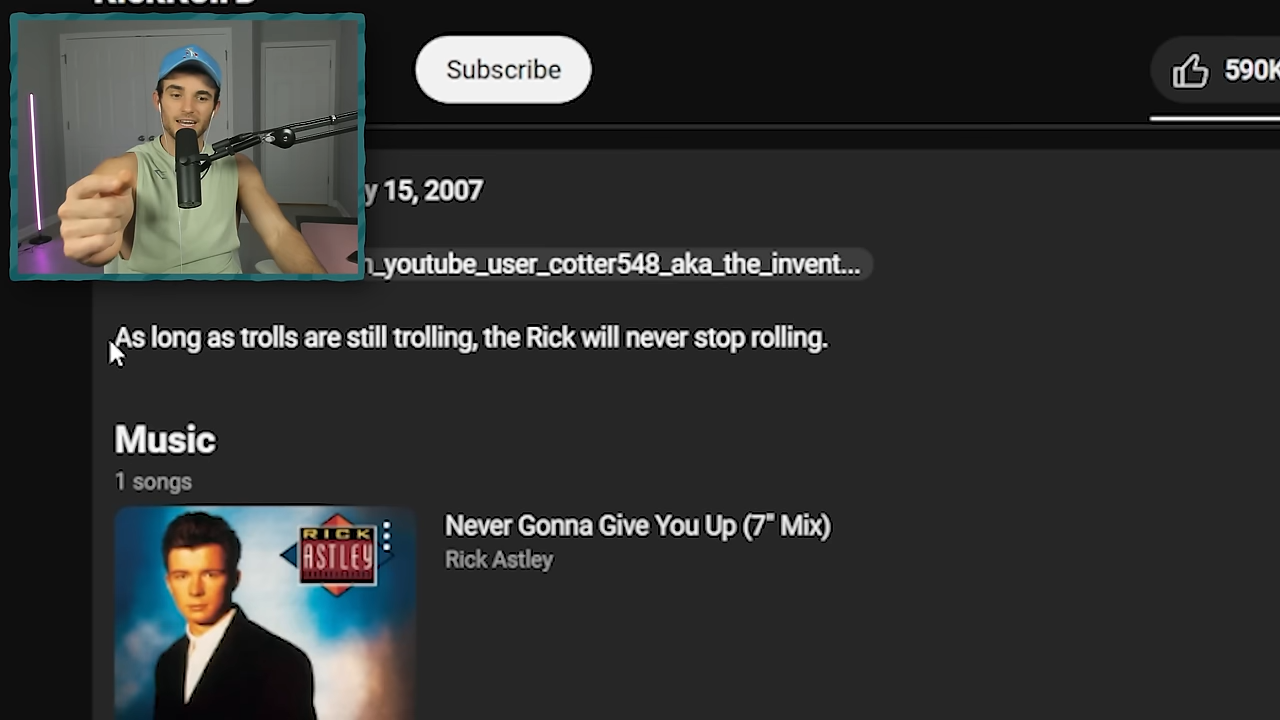 Subscribe
590K
y 15, 2007
_youtube_user_cotter548_aka_the_invent...
As long as trolls are still trolling, the Rick will never stop rolling.
Music
1 songs
RICK
ASTLEY
Never Gonna Give You Up (7" Mix)
Rick Astley